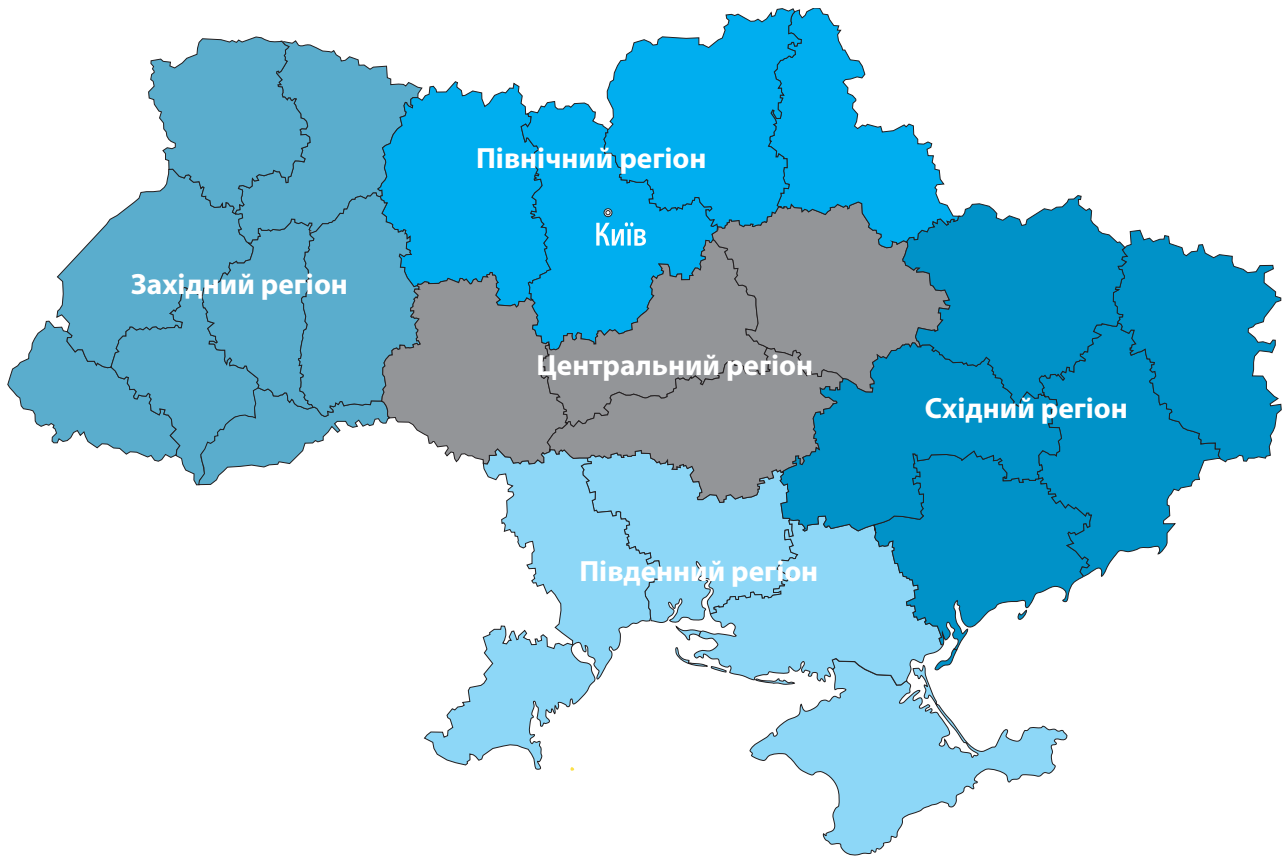 Північний регіон
Київ
Західний регіон
Центральний регіон
Східний регіон
Південний регіон